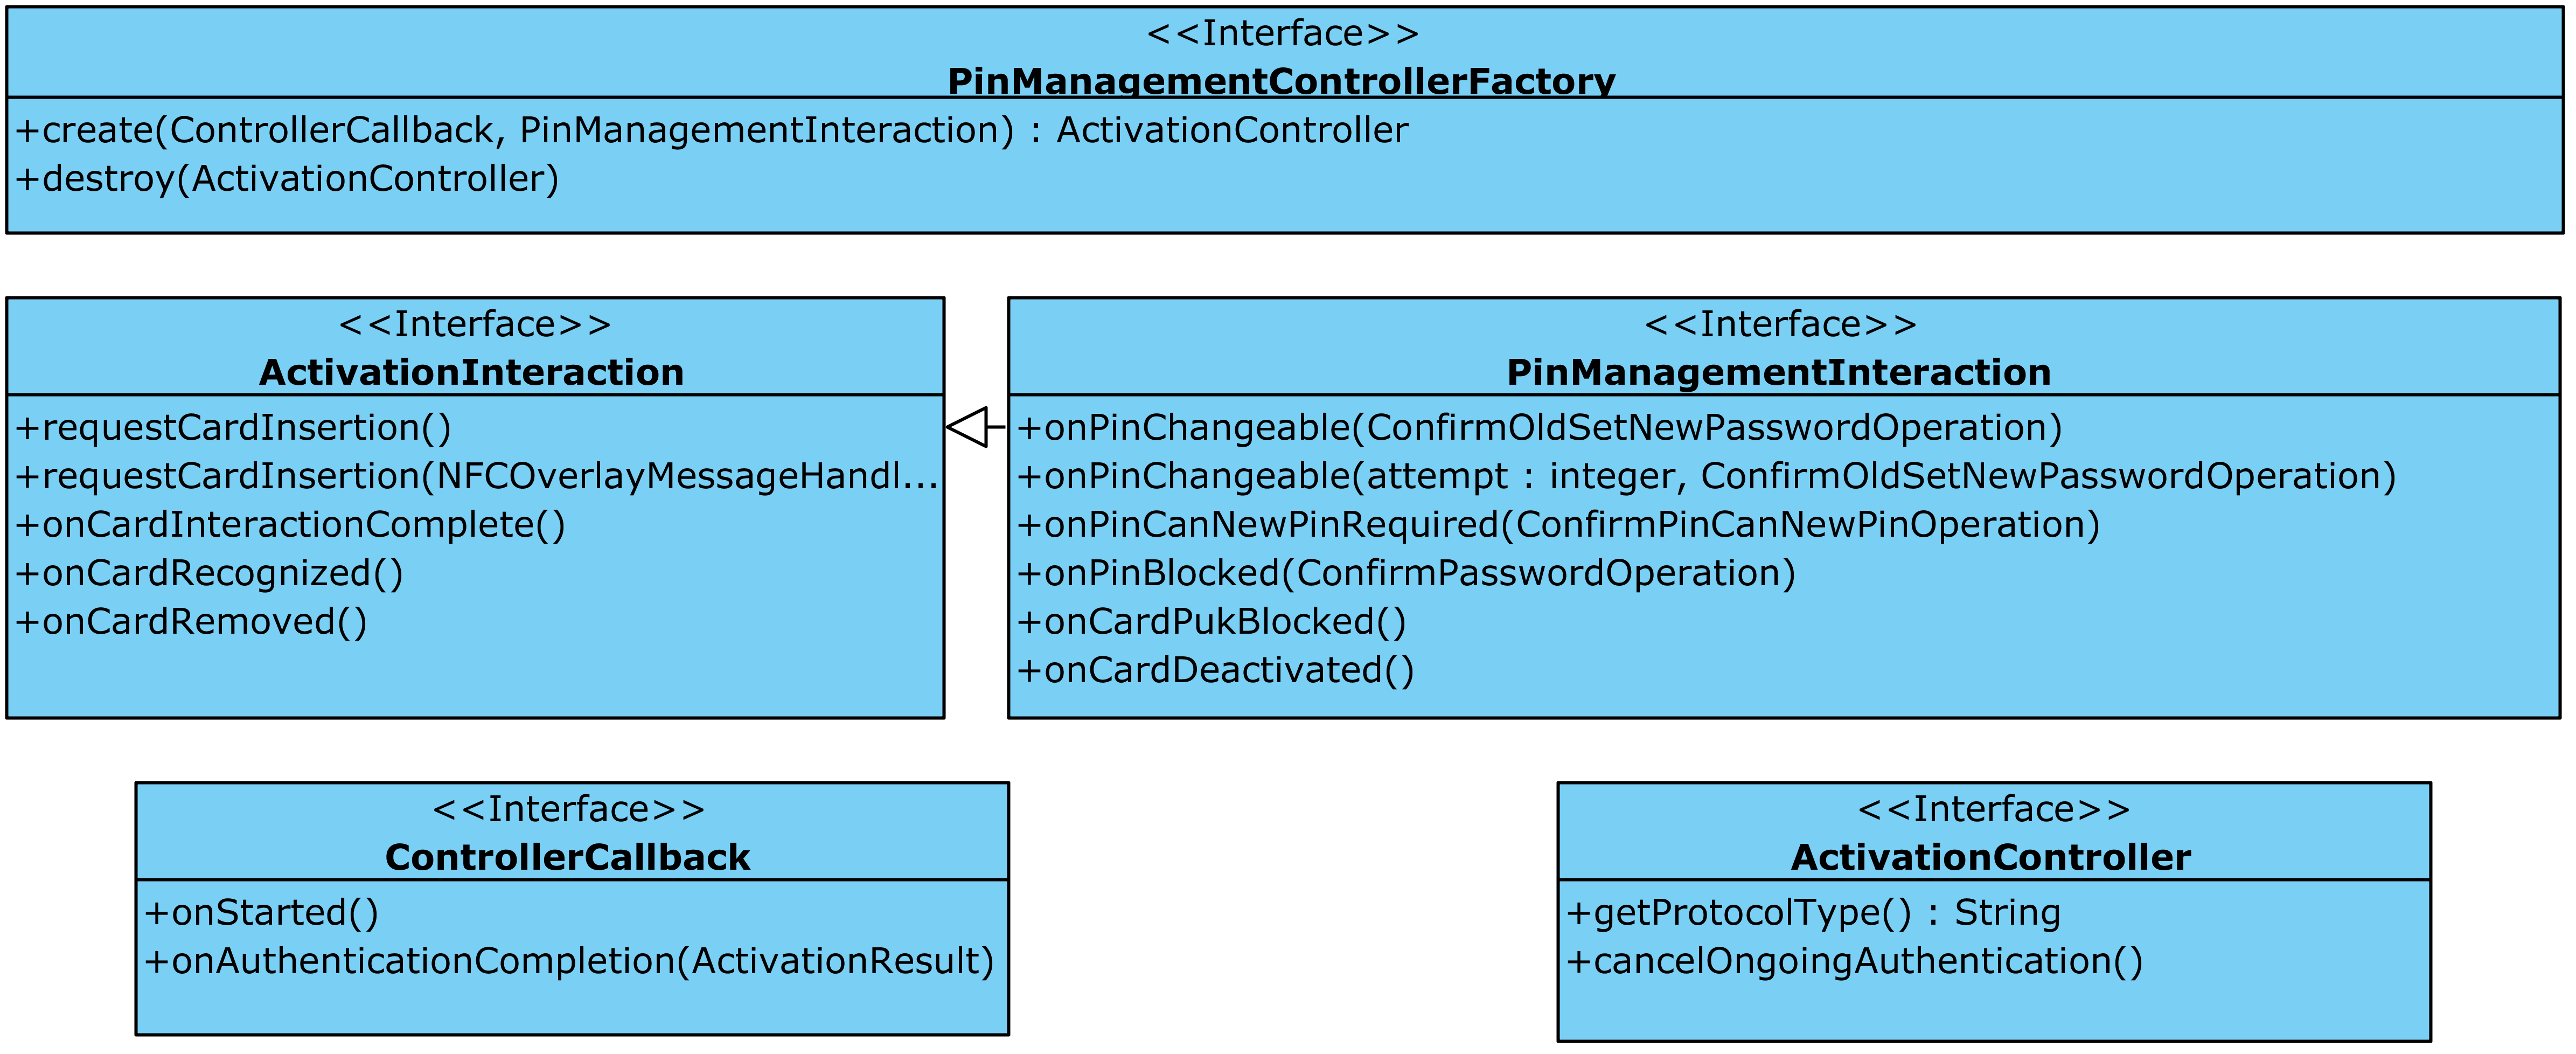 <<Interface>>
PinManagementControllerFactory
+create(ControllerCallback, PinManagementInteraction) : ActivationController
+destroy(ActivationController)
<<Interface>>
ActivationInteraction
+requestCardInsertion()
+requestCardInsertion(NFCOverlayMessageHandl...
+onCardInteractionComplete()
+onCardRecognized()
+onCardRemoved()
<<Interface>>
PinManagementInteraction
+onPinChangeable(ConfirmOldSetNewPasswordOperation)
+onPinChangeable(attempt : integer, ConfirmOldSetNewPasswordOperation)
+onPinCanNewPinRequired(ConfirmPinCanNewPinOperation)
+onPinBlocked(ConfirmPasswordOperation)
+onCardPukBlocked()
+onCardDeactivated()
<<Interface>>
ControllerCallback
+onStarted()
+onAuthenticationCompletion(ActivationResult)
<<Interface>>
ActivationController
+getProtocolType() : String
+cancelOngoingAuthentication()